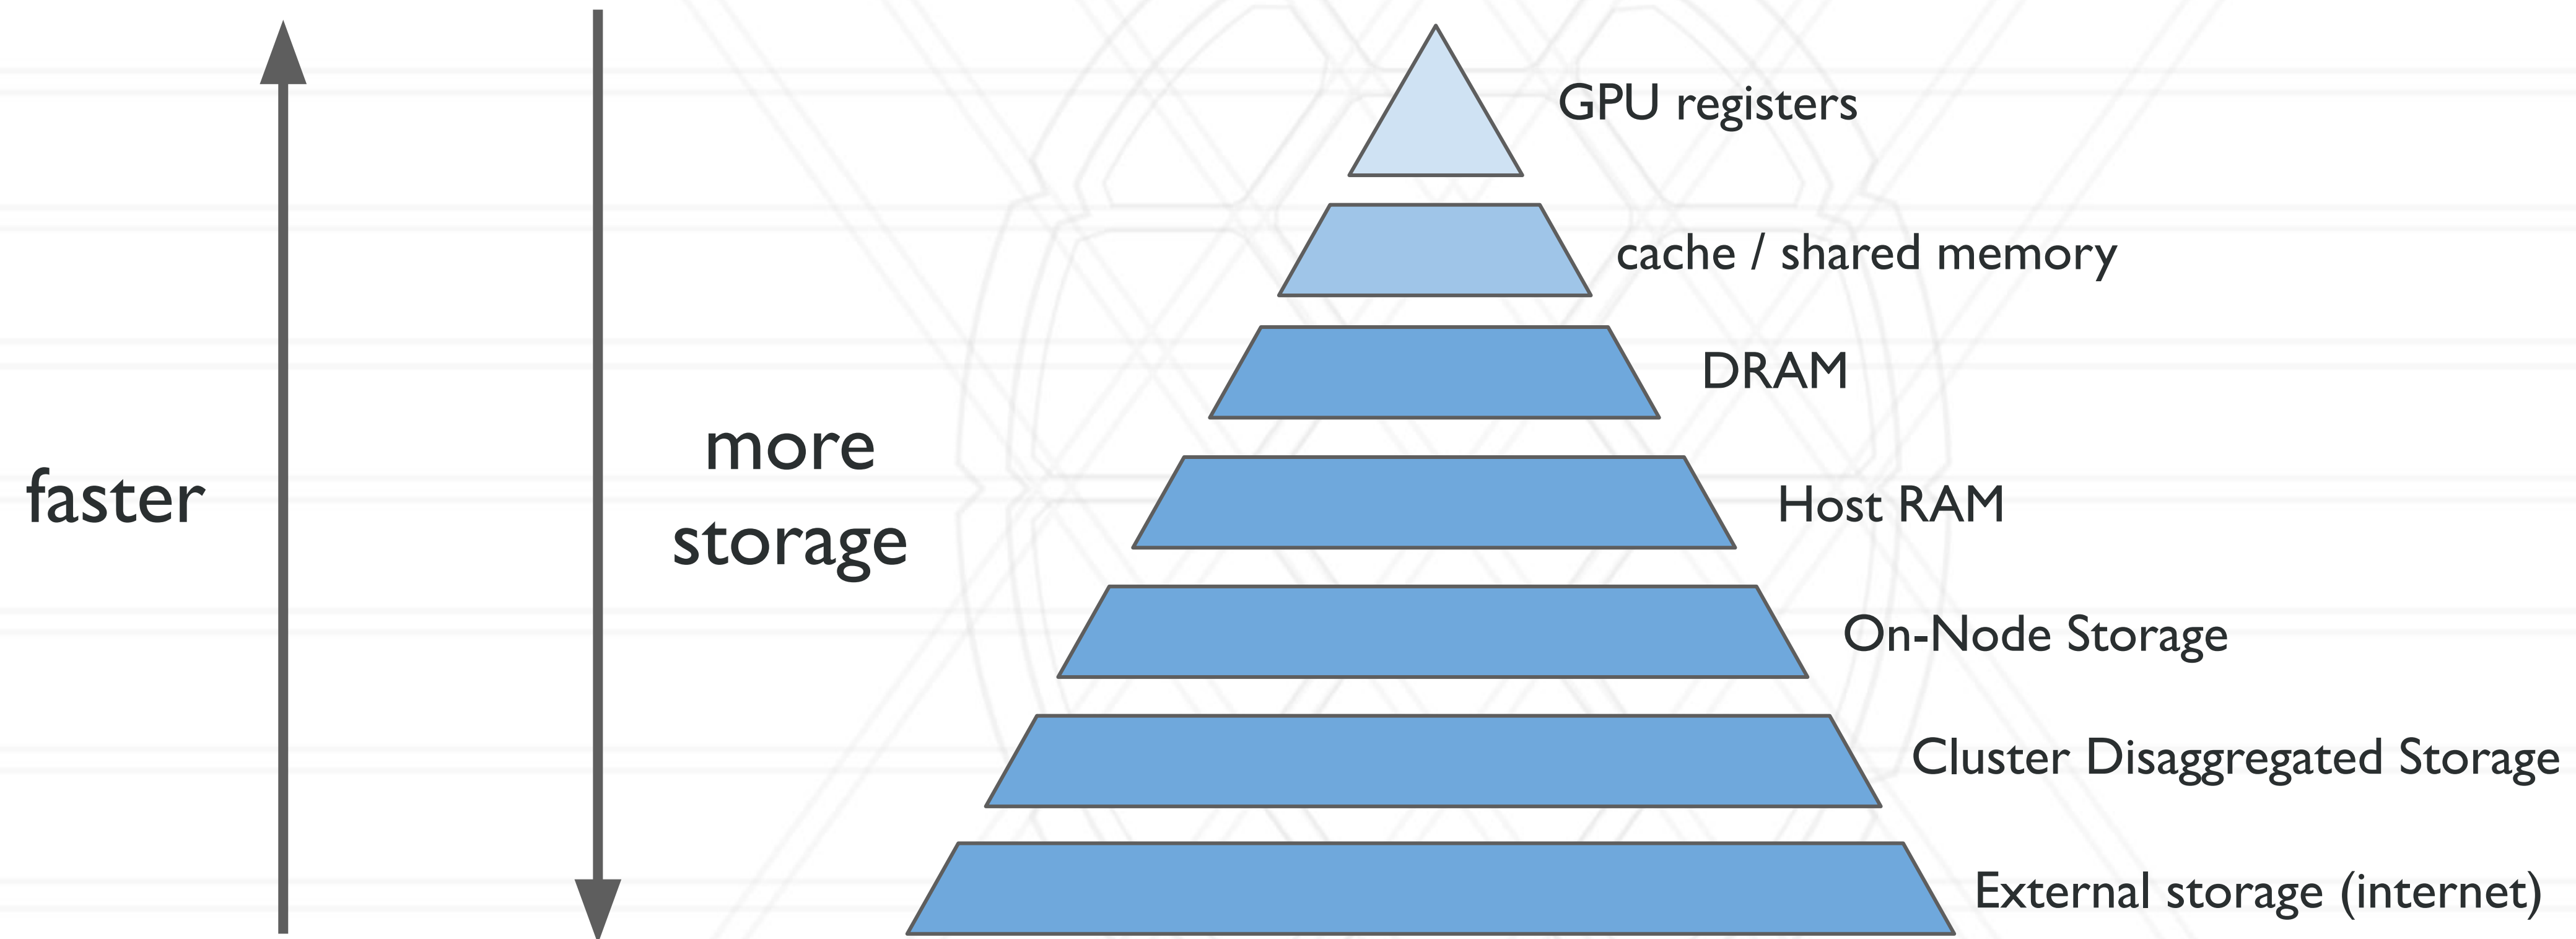 faster
more
storage
GPU registers
cache / shared memory
DRAM
Host RAM
On-Node Storage
Cluster Disaggregated Storage
External storage (internet)